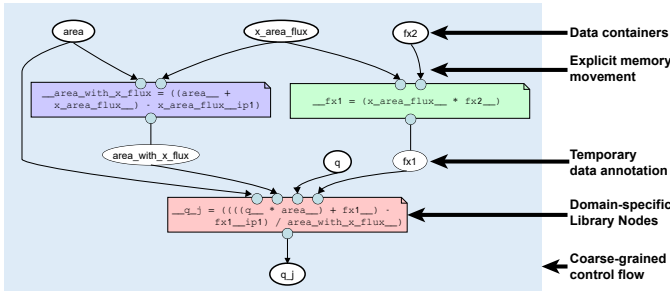 area
x_area_flux
fx2
Data containers
Explicit memory
movement
__area_with_x_flux = ((area__ +
x_area_flux__) - x_area_flux__ip1)
__fx1 = (x_area_flux__ * fx2__)
area_with_x_flux
q
fx1
Temporary
data annotation
__q_j = ((((q__ * area__) + fx1__) -
fx1__ip1) / area_with_x_flux__)
Domain-specific
Library Nodes
q_j
Coarse-grained
control flow